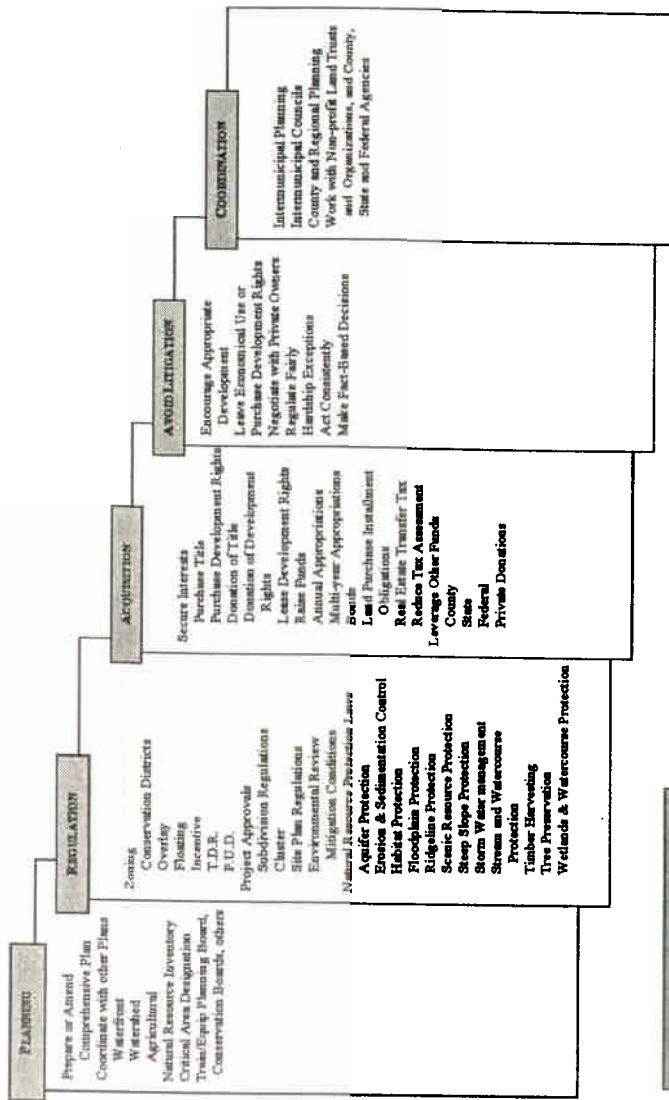 PLANNING
Prepare or Amend
Comprehensive Plan
Coordinate with other Plans
Waterfront
Watershed
Agricultural
Natural Resource Inventory
Critical Area Designation
Train/Equip Planning Board,
Conservation Boards, others
REGULATION
Zoning
Conservation Districts
Overlay
Floating
Incentive
T.D.R.
P.U.D.
Project Approvals
Subdivision Regulations
Cluster
Site Plan Regulations
Environmental Review
Mitigation Conditions
Natural Resource Protection Laws
Aquifer Protection
Erosion & Sedimentation Control
Habitat Protection
Floodplain Protection
Ridgeline Protection
Scenic Resource Protection
Steep Slope Protection
Storm Water management
Stream and Watercourse
Protection
Timber Harvesting
Tree Preservation
Wetlands & Watercourse Protection
ACQUISITION
Secure Interests
Purchase Title
Purchase Development Rights
Donation of Title
Donation of Development
Rights
Lease Development Rights
Raise Funds
Annual Appropriations
Multi-year Appropriations
Bonds
Land Purchase Installment
Obligations
Real Estate Transfer Tax
Reduce Tax Assessment
Leverage Other Funds
County
State
Federal
Private Donations
AVOID LITIGATION
Encourage Appropriate
Development
Leave Economical Use or
Purchase Development Rights
Negotiate with Private Owners
Regulate Fairly
Hardship Exceptions
Act Consistently
Make Fact-Based Decisions
COORDINATION
Intermunicipal Planning
Intermunicipal Councils
County and Regional Planning
Work with Non-profit Land Trusts
and Organizations, and County,
State and Federal Agencies